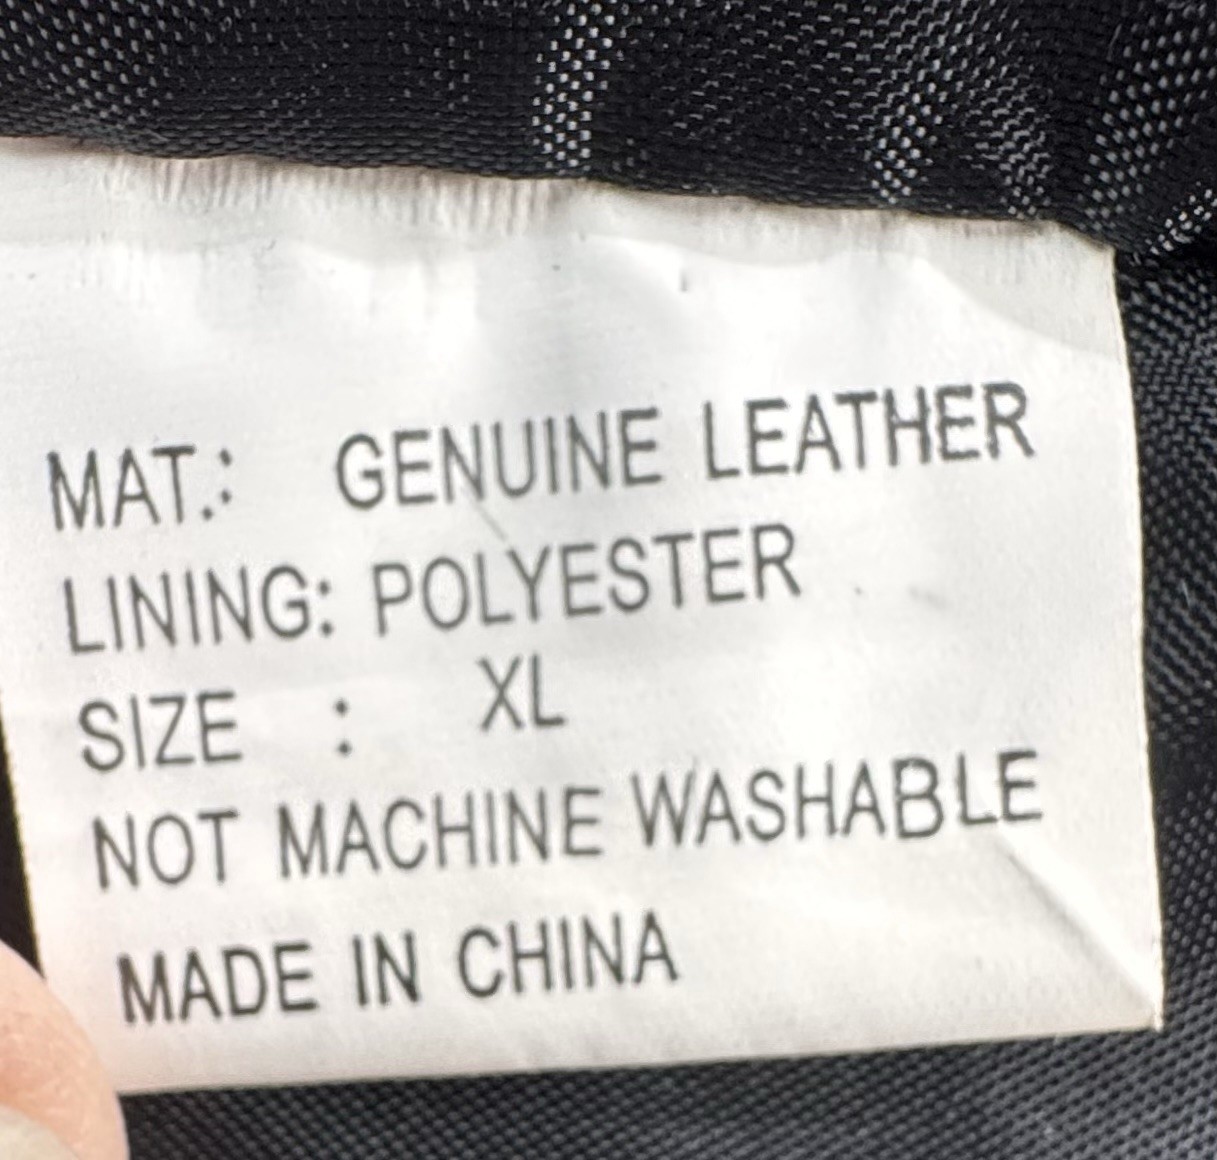 MAT.: GENUINE LEATHER
LINING: POLYESTER
SIZE : XL
NOT MACHINE WASHABLE
MADE IN CHINA